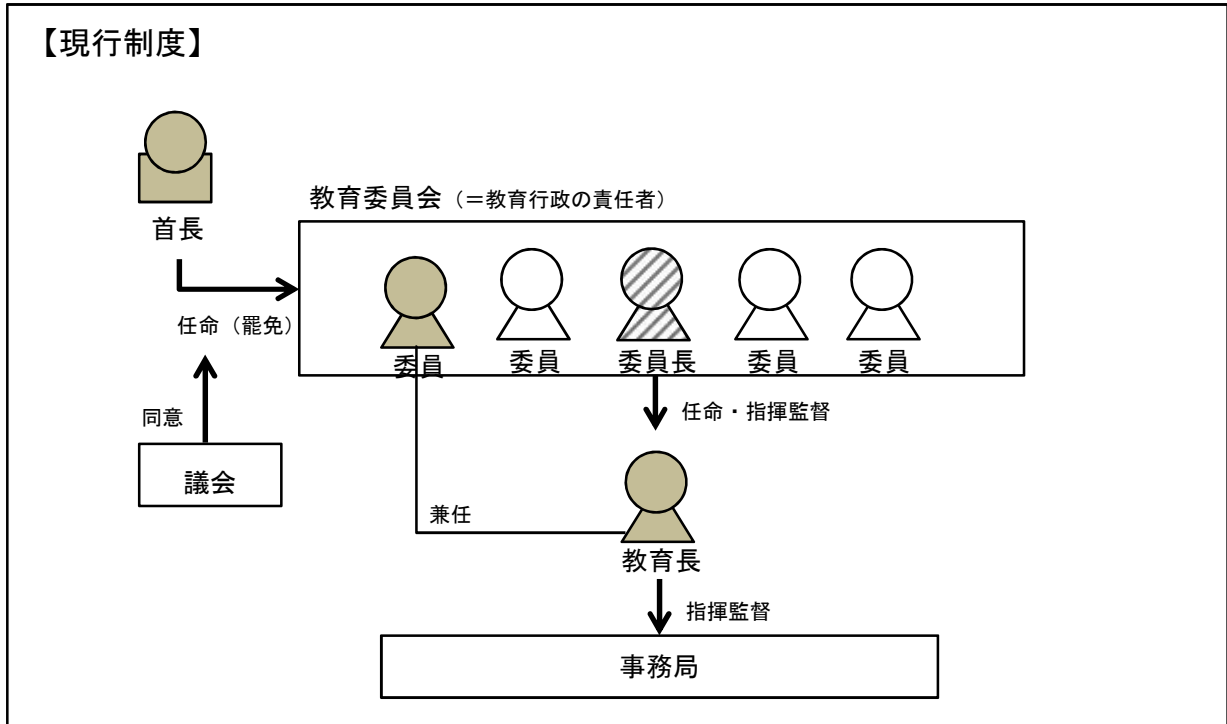 【現行制度】
首長
教育委員会（＝教育行政の責任者）
任命（罷免）
委員
委員
委員長
委員
委員
同意
議会
任命・指揮監督
兼任
教育長
指揮監督
事務局